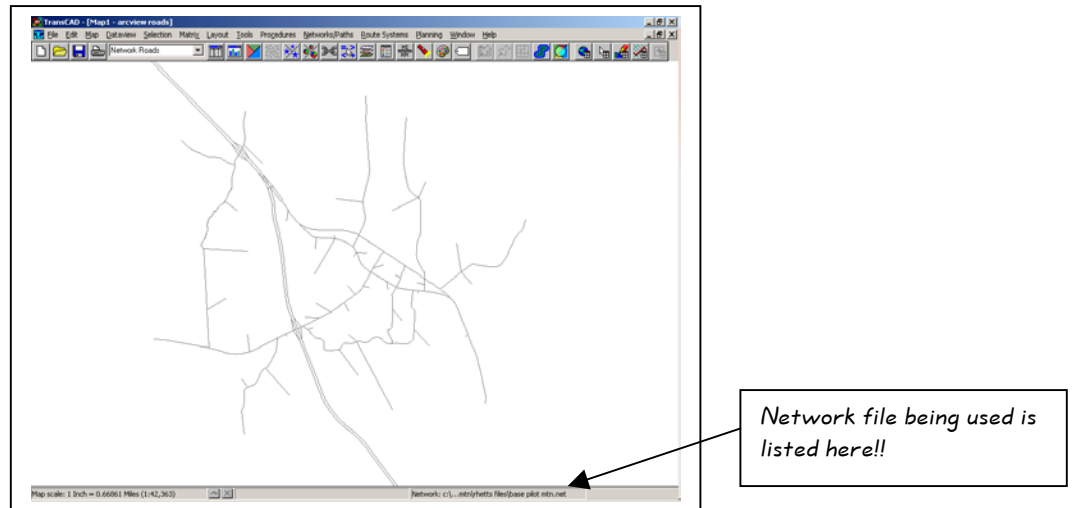 TransCAD - [Map1 - arcview roads]
File Edit Map Dataview Selection Matrix Layout Tools Procedures Networks/Paths Route Systems Planning Window Help
Network Roads
Network file being used is
listed here!!
Map scale: 1 Inch = 0.66861 Miles (1:42,363)
Network: c:\...mtn\rhetts files\base pilot mtn.net